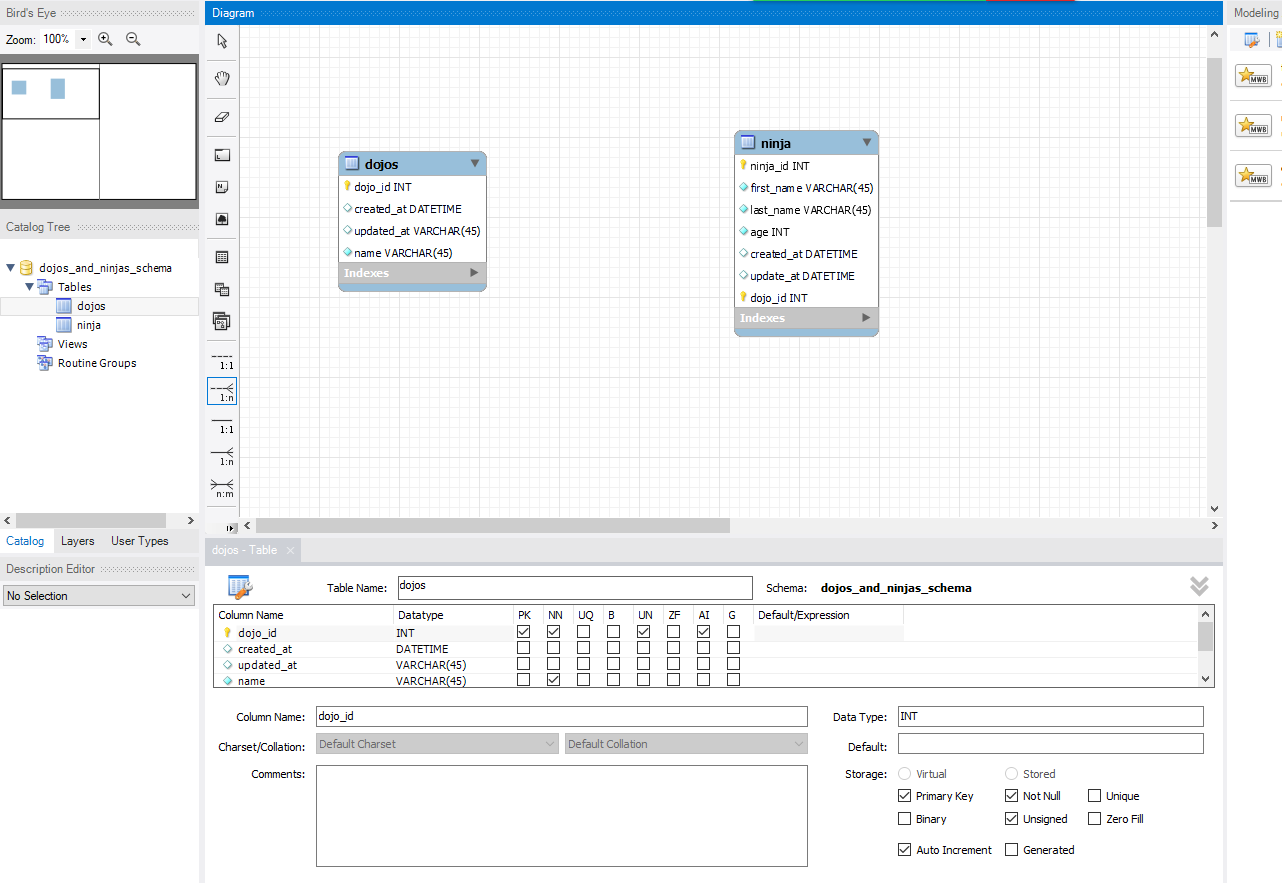 Bird's Eye
Zoom: 100%
Catalog Tree
dojos_and_ninjas_schema
Tables
dojos
ninja
Views
Routine Groups
Catalog Layers User Types
Description Editor
No Selection
Diagram
N
1:1
1:n
1:1
1:n
n:m
dojos
dojo_id INT
created_at DATETIME
updated_at VARCHAR(45)
name VARCHAR(45)
Indexes
ninja
ninja_id INT
first_name VARCHAR(45)
last_name VARCHAR(45)
age INT
created_at DATETIME
update_at DATETIME
dojo_id INT
Indexes
Modeling
MWB
MWB
MWB
dojos - Table
Table Name: dojos Schema: dojos_and_ninjas_schema
Column Name Datatype PK NN UQ B UN ZF AI G Default/Expression
dojo_id INT
created_at DATETIME
updated_at VARCHAR(45)
name VARCHAR(45)
Column Name: dojo_id Data Type: INT
Charset/Collation: Default Charset Default Collation Default:
Comments: Storage: Virtual Stored
Primary Key Not Null Unique
Binary Unsigned Zero Fill
Auto Increment Generated